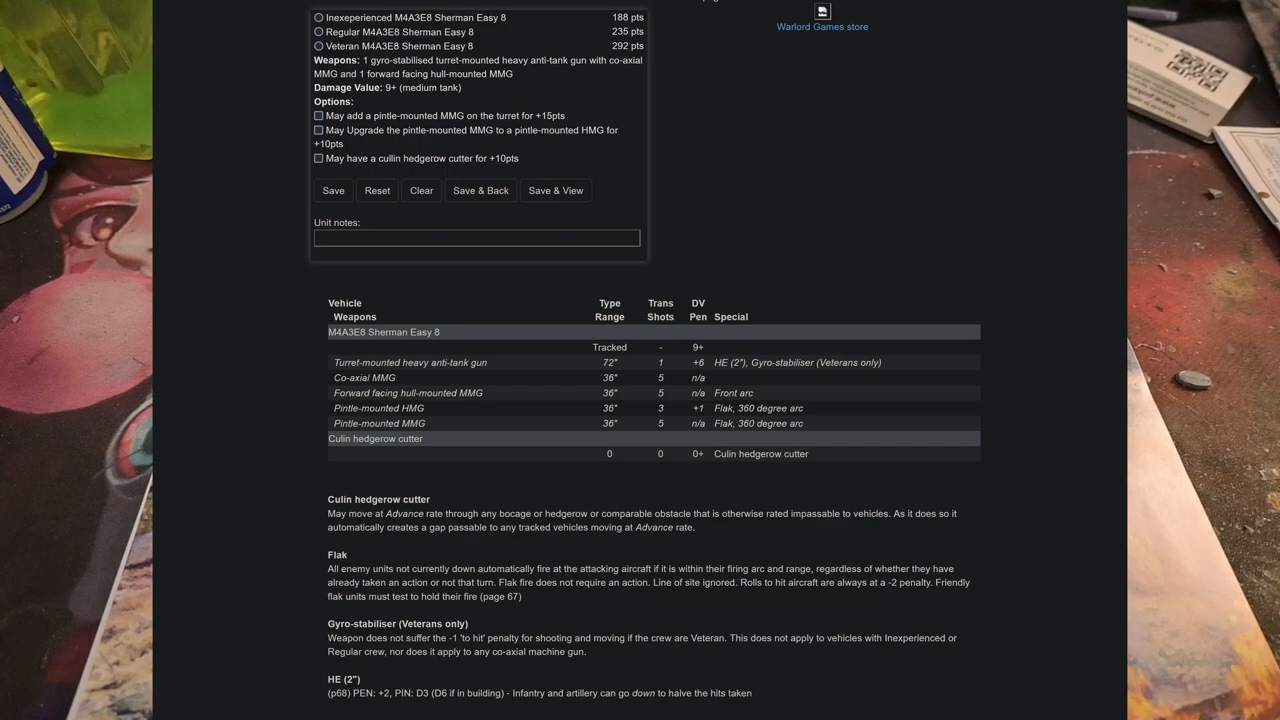 Inexeperienced M4A3E8 Sherman Easy 8 188 pts
Regular M4A3E8 Sherman Easy 8 235 pts
Veteran M4A3E8 Sherman Easy 8 292 pts
Weapons: 1 gyro-stabilised turret-mounted heavy anti-tank gun with co-axial
MMG and 1 forward facing hull-mounted MMG
Damage Value: 9+ (medium tank)
Options:
May add a pintle-mounted MMG on the turret for +15pts
May Upgrade the pintle-mounted MMG to a pintle-mounted HMG for
+10pts
May have a cullin hedgerow cutter for +10pts
Save Reset Clear Save & Back Save & View
Unit notes:
Warlord Games store
Vehicle Type Trans DV
Weapons Range Shots Pen Special
M4A3E8 Sherman Easy 8
Tracked - 9+
Turret-mounted heavy anti-tank gun 72" 1 +6 HE (2"), Gyro-stabiliser (Veterans only)
Co-axial MMG 36" 5 n/a
Forward facing hull-mounted MMG 36" 5 n/a Front arc
Pintle-mounted HMG 36" 3 +1 Flak, 360 degree arc
Pintle-mounted MMG 36" 5 n/a Flak, 360 degree arc
Culin hedgerow cutter
0 0 0+ Culin hedgerow cutter
Culin hedgerow cutter
May move at Advance rate through any bocage or hedgerow or comparable obstacle that is otherwise rated impassable to vehicles. As it does so it
automatically creates a gap passable to any tracked vehicles moving at Advance rate.
Flak
All enemy units not currently down automatically fire at the attacking aircraft if it is within their firing arc and range, regardless of whether they have
already taken an action or not that turn. Flak fire does not require an action. Line of site ignored. Rolls to hit aircraft are always at a -2 penalty. Friendly
flak units must test to hold their fire (page 67)
Gyro-stabiliser (Veterans only)
Weapon does not suffer the -1 'to hit' penalty for shooting and moving if the crew are Veteran. This does not apply to vehicles with Inexperienced or
Regular crew, nor does it apply to any co-axial machine gun.
HE (2")
(p68) PEN: +2, PIN: D3 (D6 if in building) - Infantry and artillery can go down to halve the hits taken